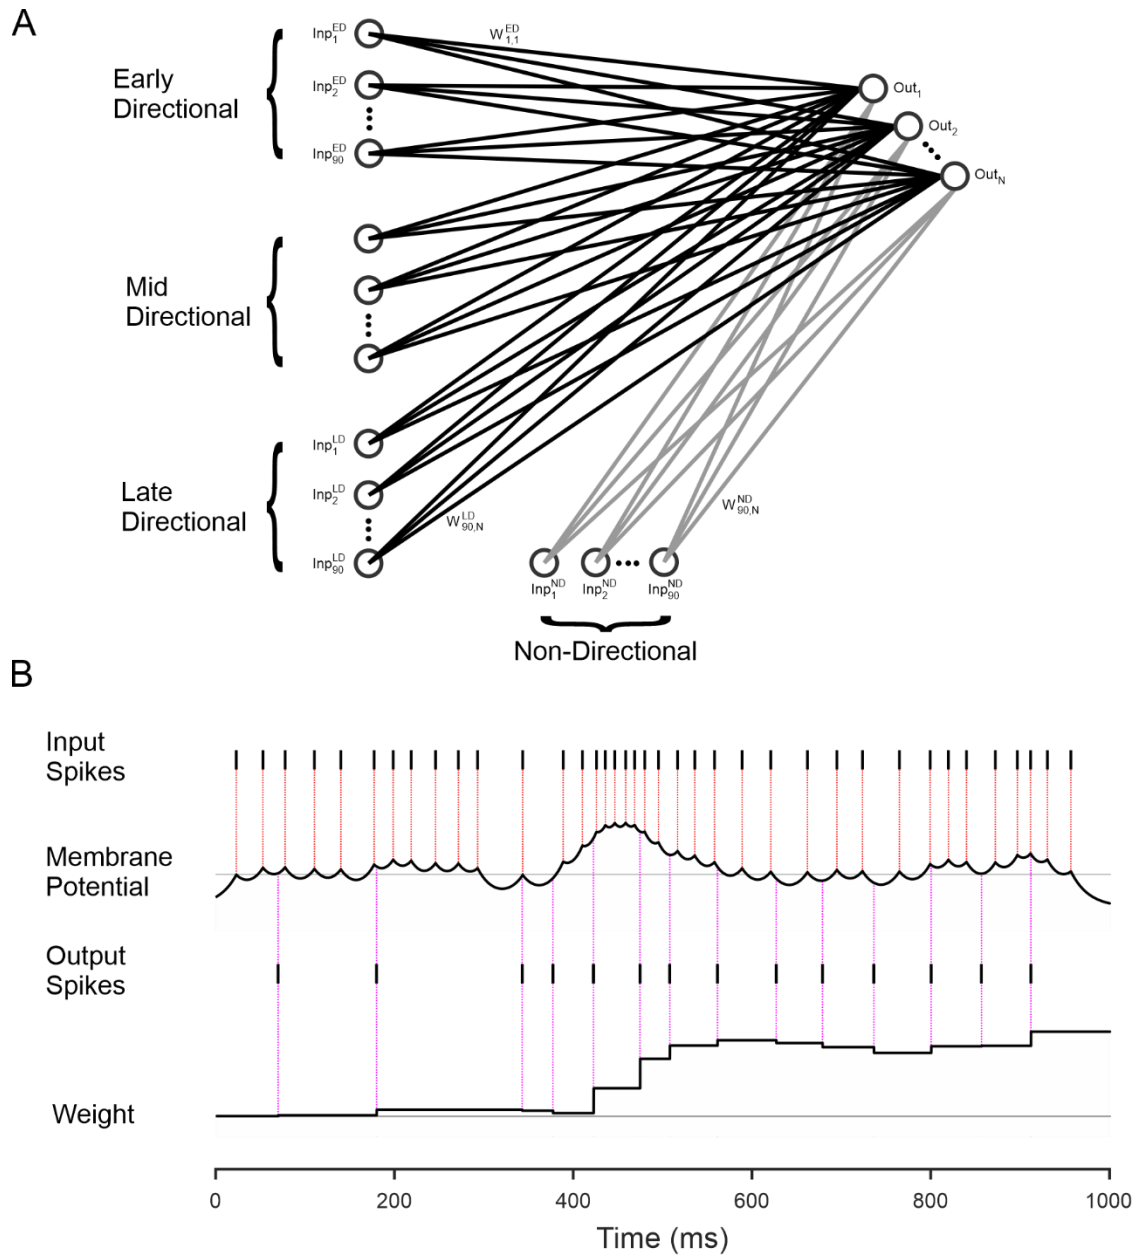 A
Early
Directional
Inp₁ᴱᴰ
Inp₂ᴱᴰ
Inp₉₀ᴱᴰ
W₁,₁ᴱᴰ
Out₁
Out₂
Out_N
Mid
Directional
Late
Directional
Inp₁ᴸᴰ
Inp₂ᴸᴰ
Inp₉₀ᴸᴰ
W₉₀,Nᴸᴰ
W₉₀,Nᴺᴰ
Inp₁ᴺᴰ
Inp₂ᴺᴰ
Inp₉₀ᴺᴰ
Non-Directional
B
Input
Spikes
Membrane
Potential
Output
Spikes
Weight
0 200 400 600 800 1000
Time (ms)